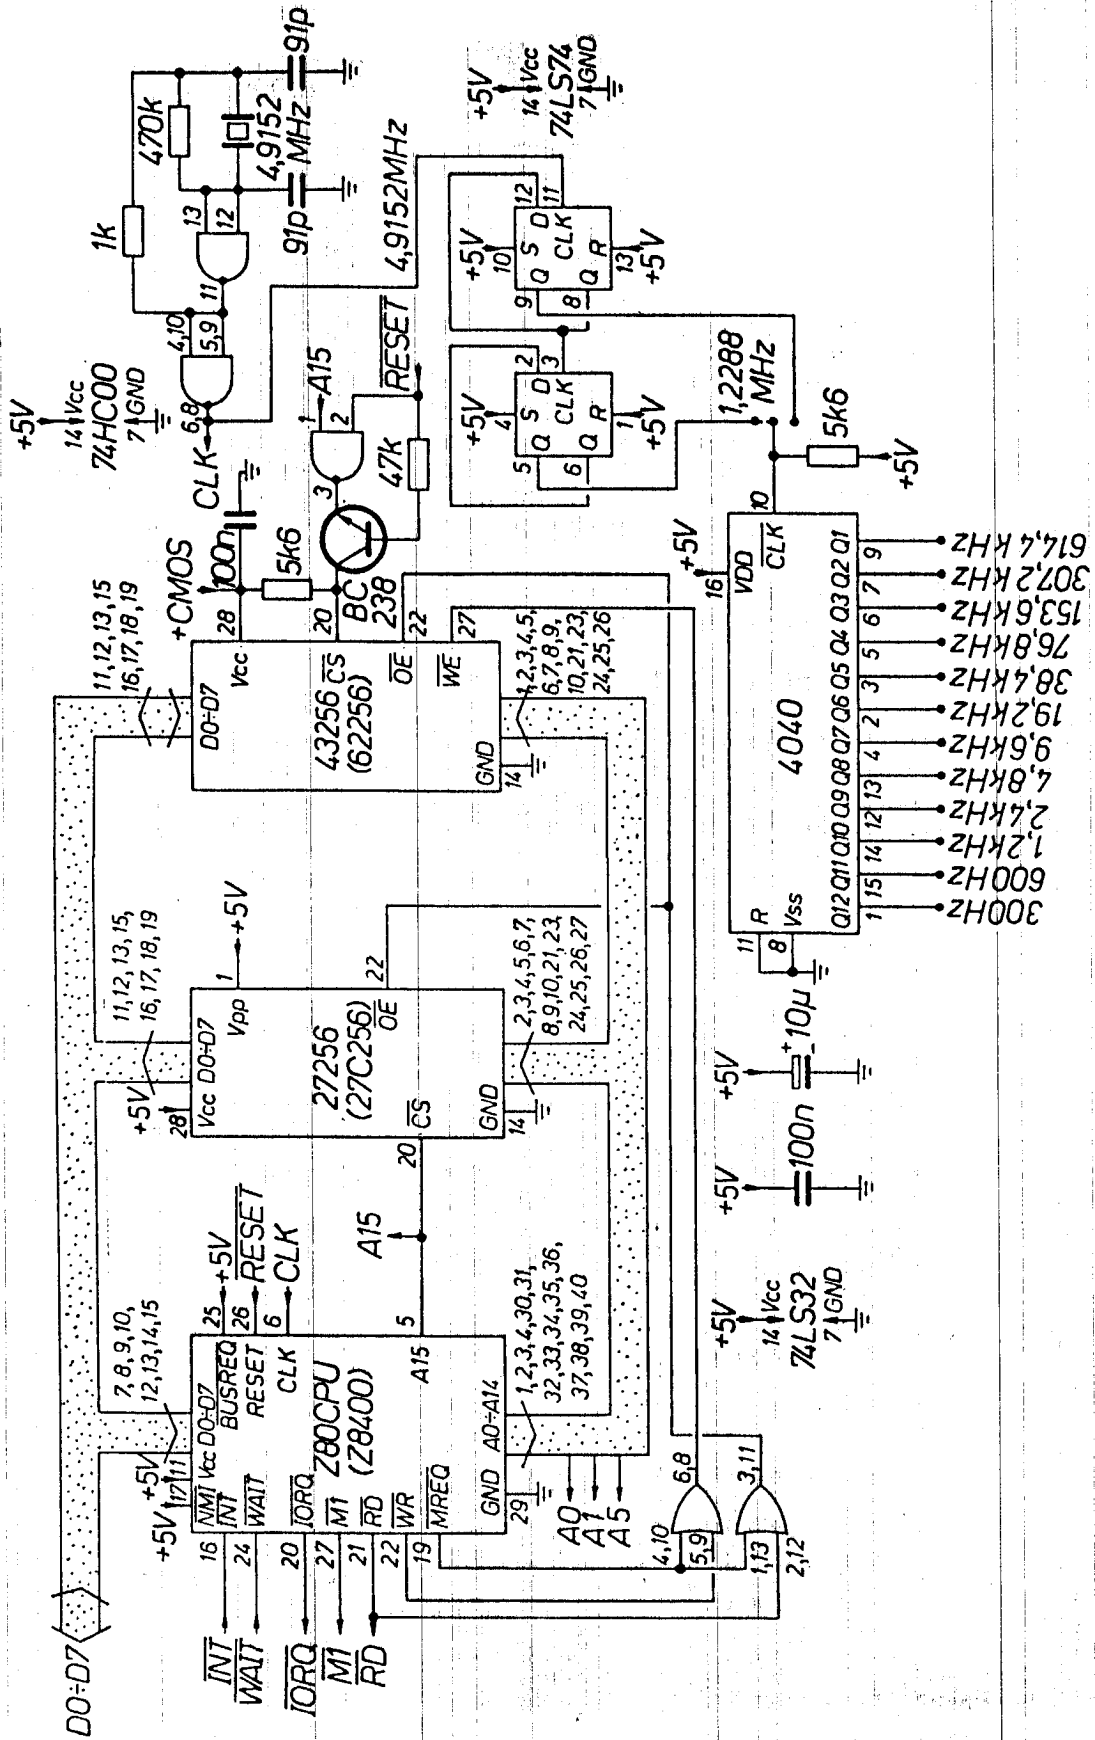 D0÷D7
+5V
+5V
17
11
7,8,9,10,
12,13,14,15
+5V
25
RESET
26
CLK
6
NMI
Vcc
D0÷D7
BUSREQ
INT
RESET
WAIT
CLK
IORQ
Z80CPU
(Z8400)
M1
RD
A15
WR
MREQ
GND
A0÷A14
16
24
20
27
21
22
19
INT
WAIT
IORQ
M1
RD
5
A15
29
1,2,3,4,30,31,
32,33,34,35,36,
37,38,39,40
A0
A1
A5
4,10
5,9
6,8
1,13
2,12
3,11
+5V
28
11,12,13,15,
16,17,18,19
1
+5V
Vcc
D0÷D7
Vpp
27256
(27C256)
CS
OE
GND
20
22
14
2,3,4,5,6,7,
8,9,10,21,23,
24,25,26,27
11,12,13,15
16,17,18,19
D0÷D7
Vcc
43256
(62256)
CS
OE
WE
GND
28
20
22
27
14
1,2,3,4,5,
6,7,8,9,
10,21,23,
24,25,26
+CMOS
100n
5k6
BC
238
3
1
2
A15
47k
RESET
+5V
14
Vcc
74HC00
7
GND
CLK
6,8
4,10
5,9
11
13
12
1k
470k
4,9152
MHz
91p
91p
4,9152MHz
+5V
4
5
Q
S
D
2
CLK
3
6
Q
R
1
+5V
+5V
10
9
Q
S
D
12
CLK
11
8
Q
R
13
+5V
+5V
14
Vcc
74LS74
7
GND
1,2288
MHz
5k6
+5V
+5V
16
10
VDD
CLK
4040
11
R
8
Vss
Q12
Q11
Q10
Q9
Q8
Q7
Q6
Q5
Q4
Q3
Q2
Q1
1
15
14
12
13
4
2
3
5
6
7
9
300Hz
600Hz
1,2kHz
2,4kHz
4,8kHz
9,6kHz
19,2kHz
38,4kHz
76,8kHz
153,6kHz
307,2kHz
614,4kHz
+5V
14
Vcc
74LS32
7
GND
+5V
100n
+5V
+
10μ
-